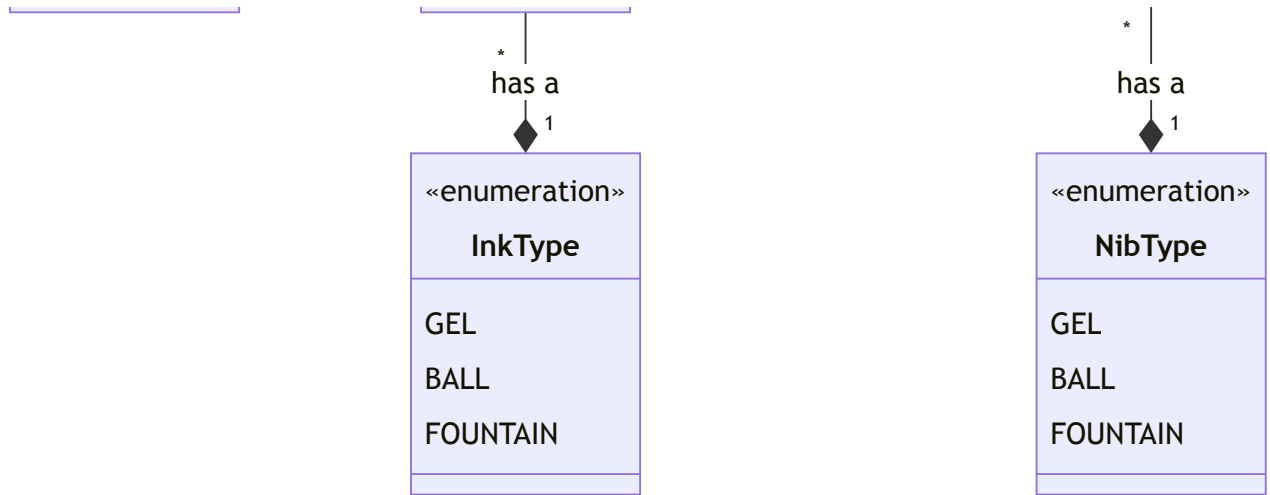 *
has a
1
«enumeration»
InkType
GEL
BALL
FOUNTAIN
*
has a
1
«enumeration»
NibType
GEL
BALL
FOUNTAIN